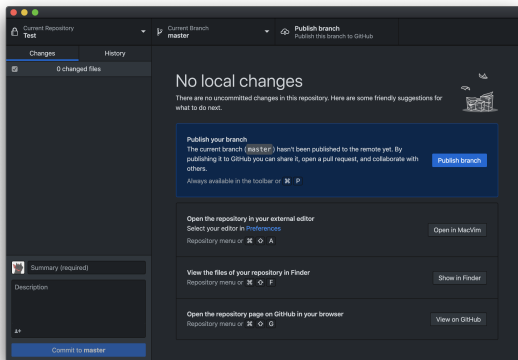 Current Repository
Test
Current Branch
master
Publish branch
Publish this branch to GitHub
Changes
History
0 changed files
No local changes
There are no uncommitted changes in this repository. Here are some friendly suggestions for
what to do next.
Publish your branch
The current branch (master) hasn't been published to the remote yet. By
publishing it to GitHub you can share it, open a pull request, and collaborate with
others.
Always available in the toolbar or ⌘ P
Publish branch
Open the repository in your external editor
Select your editor in Preferences
Repository menu or ⌘ ⇧ A
Open in MacVim
View the files of your repository in Finder
Repository menu or ⌘ ⇧ F
Show in Finder
Open the repository page on GitHub in your browser
Repository menu or ⌘ ⇧ G
View on GitHub
Summary (required)
Description
Commit to master